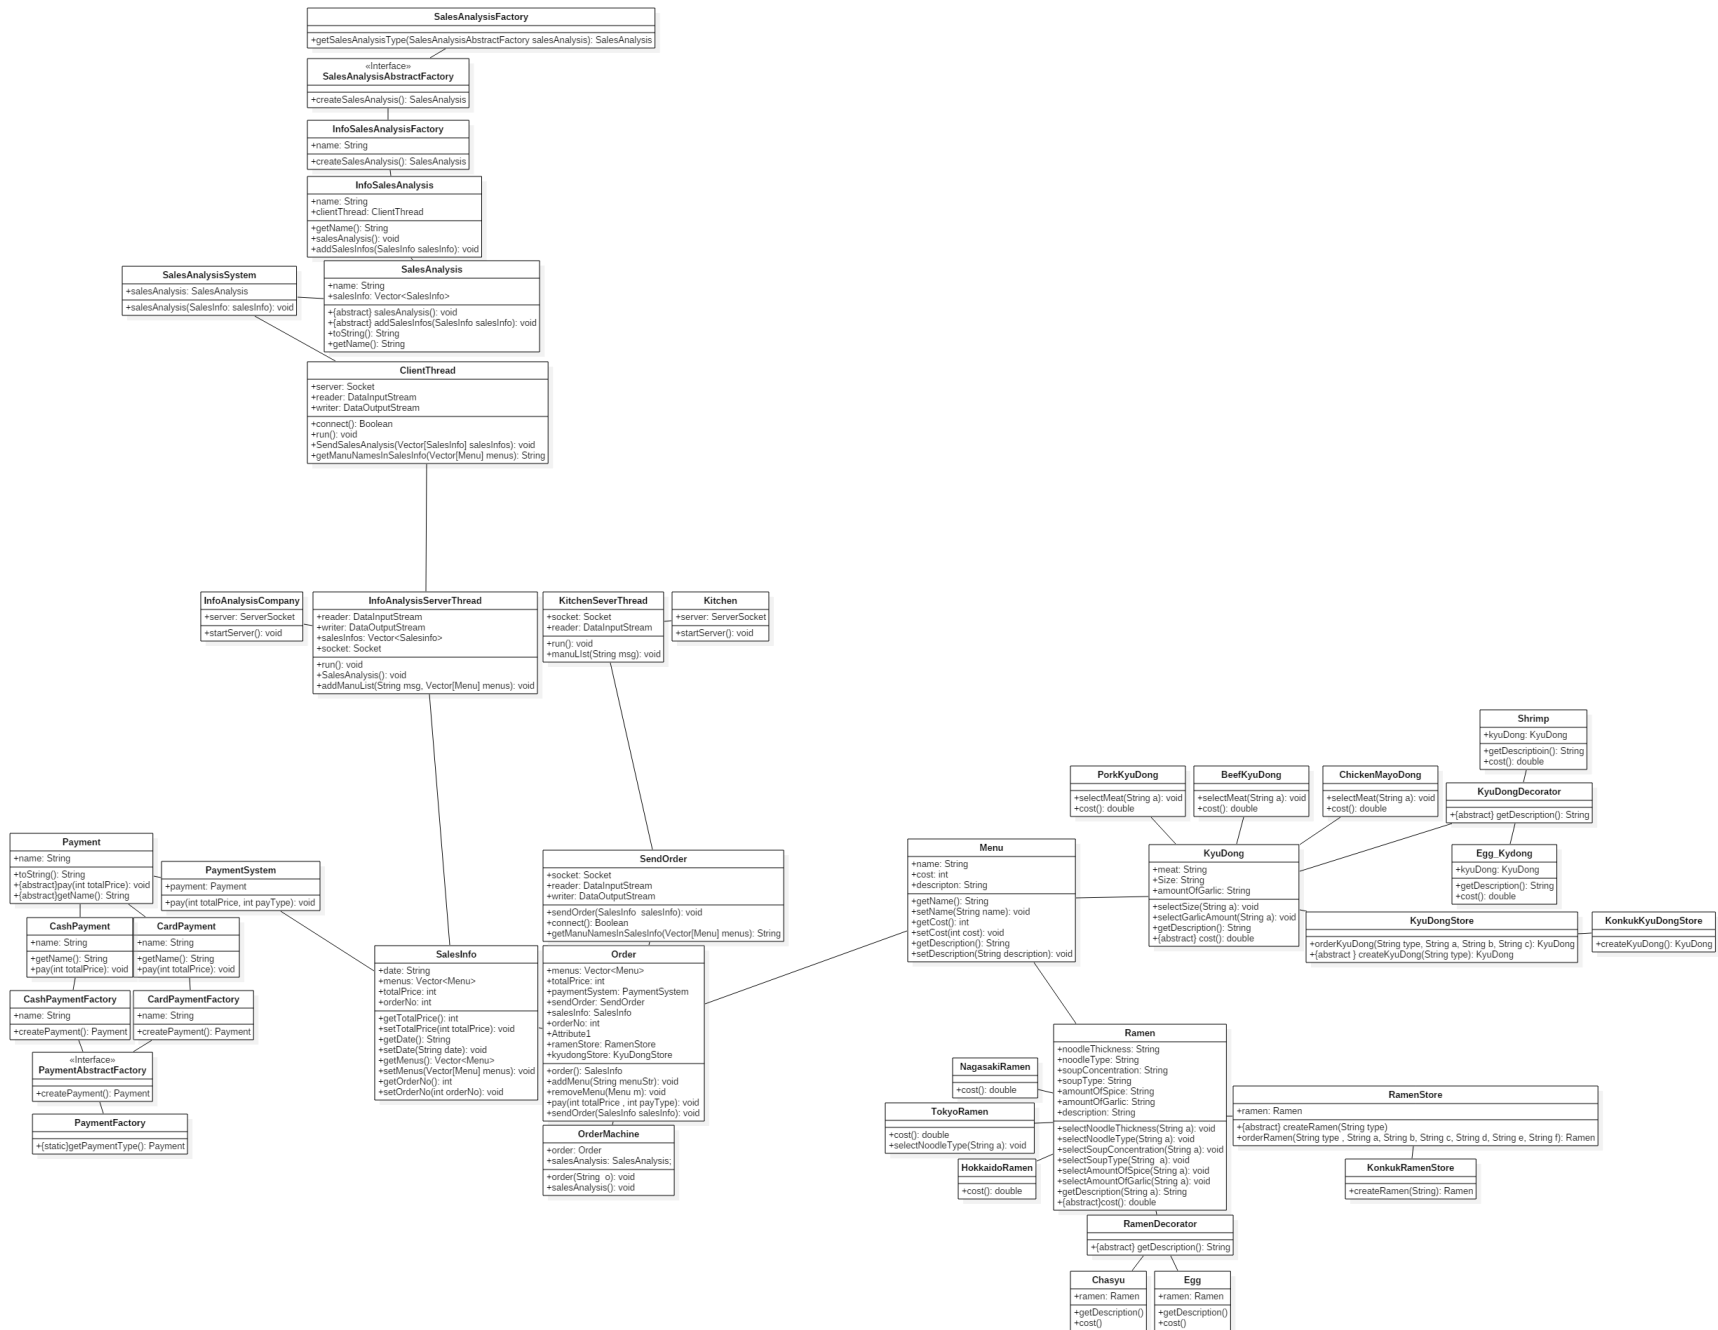 SalesAnalysisFactory
+getSalesAnalysisType(SalesAnalysisAbstractFactory salesAnalysis): SalesAnalysis
«Interface»
SalesAnalysisAbstractFactory
+createSalesAnalysis(): SalesAnalysis
InfoSalesAnalysisFactory
+name: String
+createSalesAnalysis(): SalesAnalysis
InfoSalesAnalysis
+name: String
+clientThread: ClientThread
+getName(): String
+salesAnalysis(): void
+addSalesInfos(SalesInfo salesInfo): void
SalesAnalysisSystem
+salesAnalysis: SalesAnalysis
+salesAnalysis(SalesInfo: salesInfo): void
SalesAnalysis
+name: String
+salesInfo: Vector<SalesInfo>
+{abstract} salesAnalysis(): void
+{abstract} addSalesInfos(SalesInfo salesInfo): void
+toString(): String
+getName(): String
ClientThread
+server: Socket
+reader: DataInputStream
+writer: DataOutputStream
+connect(): Boolean
+run(): void
+SendSalesAnalysis(Vector[SalesInfo] salesInfos): void
+getManuNamesInSalesInfo(Vector[Menu] menus): String
InfoAnalysisCompany
+server: ServerSocket
+startServer(): void
InfoAnalysisServerThread
+reader: DataInputStream
+writer: DataOutputStream
+salesInfos: Vector<Salesinfo>
+socket: Socket
+run(): void
+SalesAnalysis(): void
+addManuList(String msg, Vector[Menu] menus): void
KitchenSeverThread
+socket: Socket
+reader: DataInputStream
+run(): void
+manuLIst(String msg): void
Kitchen
+server: ServerSocket
+startServer(): void
Shrimp
+kyuDong: KyuDong
+getDescriptioin(): String
+cost(): double
PorkKyuDong
+selectMeat(String a): void
+cost(): double
BeefKyuDong
+selectMeat(String a): void
+cost(): double
ChickenMayoDong
+selectMeat(String a): void
+cost(): double
KyuDongDecorator
+{abstract} getDescription(): String
Payment
+name: String
+toString(): String
+{abstract}pay(int totalPrice): void
+{abstract}getName(): String
PaymentSystem
+payment: Payment
+pay(int totalPrice, int payType): void
SendOrder
+socket: Socket
+reader: DataInputStream
+writer: DataOutputStream
+sendOrder(SalesInfo  salesInfo): void
+connect(): Boolean
+getManuNamesInSalesInfo(Vector[Menu] menus): String
Menu
+name: String
+cost: int
+descripton: String
+getName(): String
+setName(String name): void
+getCost(): int
+setCost(int cost): void
+getDescription(): String
+setDescription(String description): void
KyuDong
+meat: String
+Size: String
+amountOfGarlic: String
+selectSize(String a): void
+selectGarlicAmount(String a): void
+getDescription(): String
+{abstract} cost(): double
Egg_Kydong
+kyuDong: KyuDong
+getDescription(): String
+cost(): double
KyuDongStore
+orderKyuDong(String type, String a, String b, String c): KyuDong
+{abstract } createKyuDong(String type): KyuDong
KonkukKyuDongStore
+createKyuDong(): KyuDong
CashPayment
+name: String
+getName(): String
+pay(int totalPrice): void
CardPayment
+name: String
+getName(): String
+pay(int totalPrice): void
SalesInfo
+date: String
+menus: Vector<Menu>
+totalPrice: int
+orderNo: int
+getTotalPrice(): int
+setTotalPrice(int totalPrice): void
+getDate(): String
+setDate(String date): void
+getMenus(): Vector<Menu>
+setMenus(Vector[Menu] menus): void
+getOrderNo(): int
+setOrderNo(int orderNo): void
Order
+menus: Vector<Menu>
+totalPrice: int
+paymentSystem: PaymentSystem
+sendOrder: SendOrder
+salesInfo: SalesInfo
+orderNo: int
+Attribute1
+ramenStore: RamenStore
+kyudongStore: KyuDongStore
+order(): SalesInfo
+addMenu(String menuStr): void
+removeMenu(Menu m): void
+pay(int totalPrice , int payType): void
+sendOrder(SalesInfo salesInfo): void
CashPaymentFactory
+name: String
+createPayment(): Payment
CardPaymentFactory
+name: String
+createPayment(): Payment
«Interface»
PaymentAbstractFactory
+createPayment(): Payment
PaymentFactory
+{static}getPaymentType(): Payment
OrderMachine
+order: Order
+salesAnalysis: SalesAnalysis;
+order(String  o): void
+salesAnalysis(): void
NagasakiRamen
+cost(): double
TokyoRamen
+cost(): double
+selectNoodleType(String a): void
HokkaidoRamen
+cost(): double
Ramen
+noodleThickness: String
+noodleType: String
+soupConcentration: String
+soupType: String
+amountOfSpice: String
+amountOfGarlic: String
+description: String
+selectNoodleThickness(String a): void
+selectNoodleType(String a): void
+selectSoupConcentration(String a): void
+selectSoupType(String  a): void
+selectAmountOfSpice(String a): void
+selectAmountOfGarlic(String a): void
+getDescription(String a): String
+{abstract}cost(): double
RamenStore
+ramen: Ramen
+{abstract} createRamen(String type)
+orderRamen(String type , String a, String b, String c, String d, String e, String f): Ramen
KonkukRamenStore
+createRamen(String): Ramen
RamenDecorator
+{abstract} getDescription(): String
Chasyu
+ramen: Ramen
+getDescription()
+cost()
Egg
+ramen: Ramen
+getDescription()
+cost()